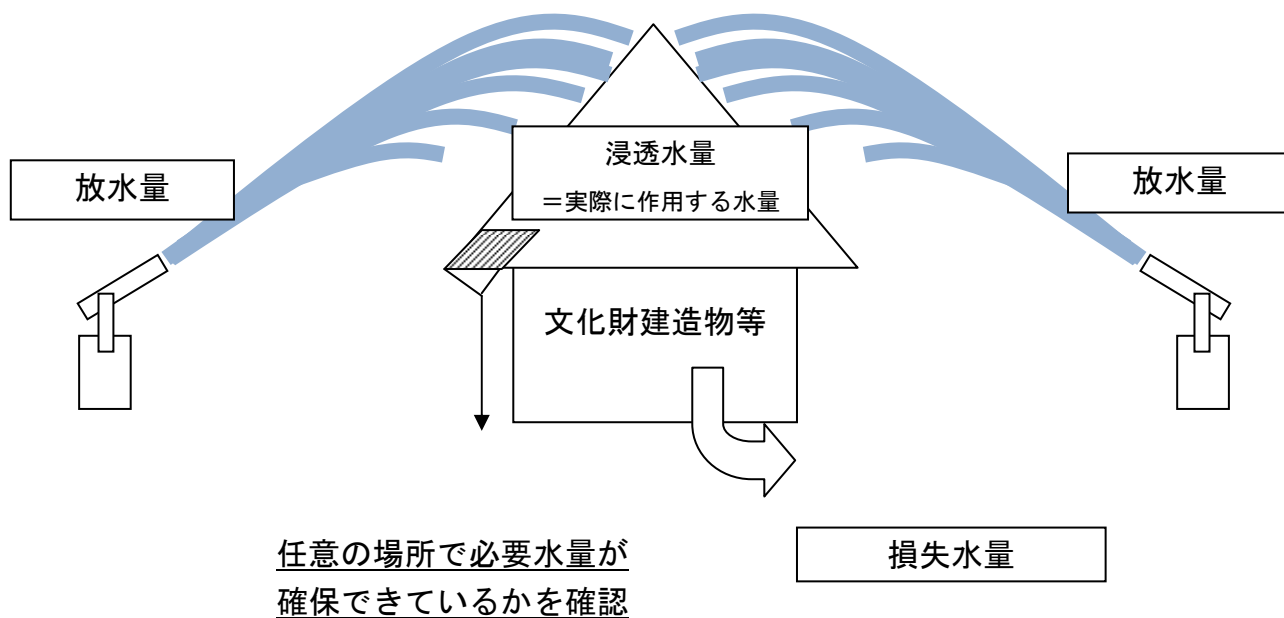 放水量
浸透水量
＝実際に作用する水量
放水量
文化財建造物等
任意の場所で必要水量が
確保できているかを確認
損失水量